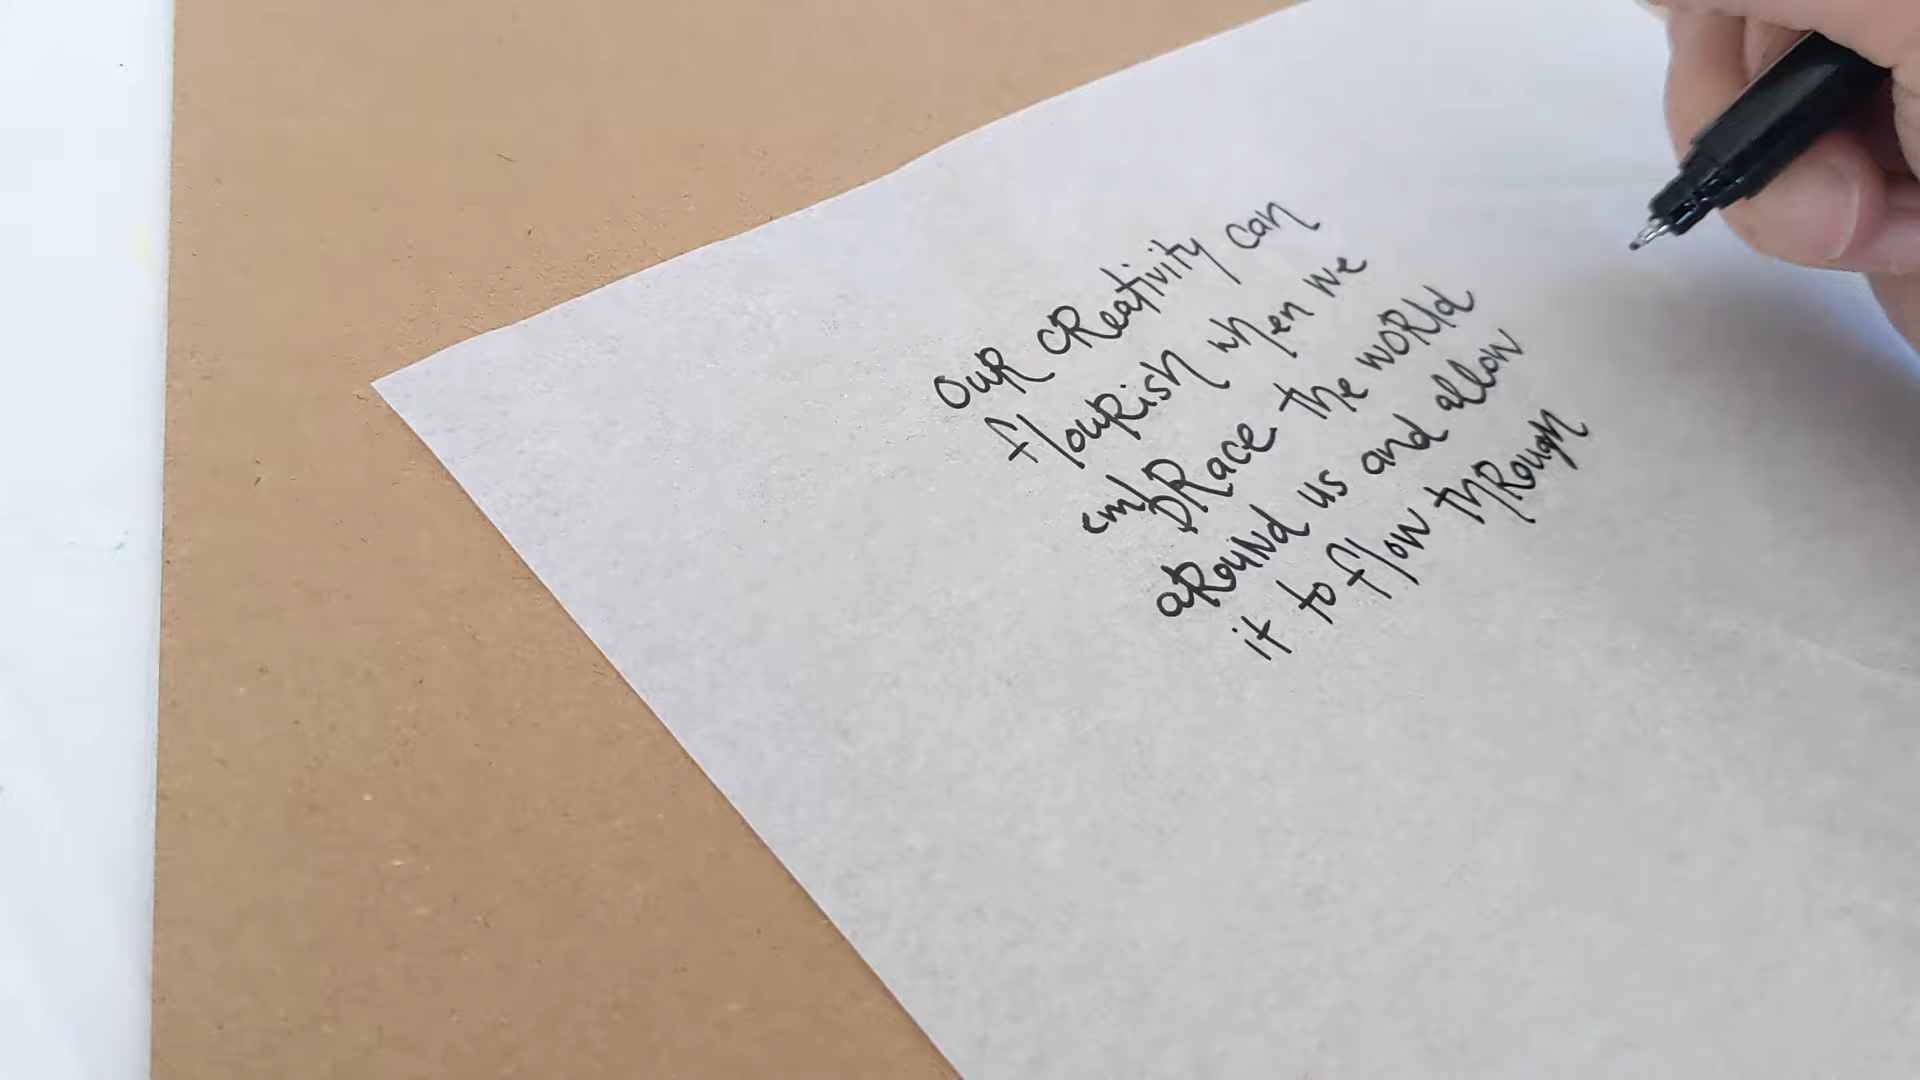 OuR cReativity can
flouRish when we
embRace the woRld
aRouNd us and allow
it to flow thRough